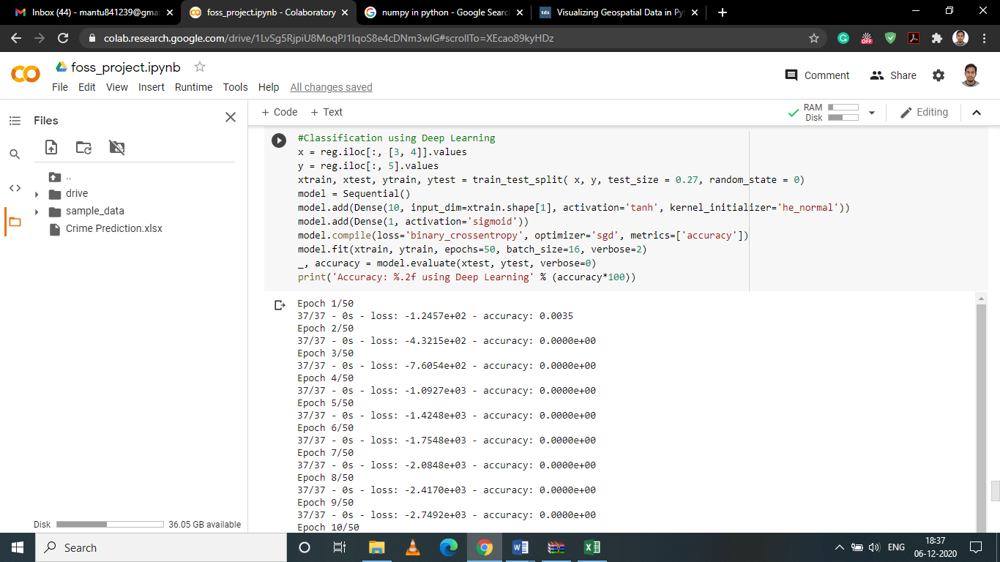 Inbox (44) - mantu841239@gma
foss_project.ipynb - Colaboratory
numpy in python - Google Searc
tds
Visualizing Geospatial Data in Pyt
colab.research.google.com/drive/1LvSg5RjpiU8MoqPJ1IqoS8e4cDNm3wlG#scrollTo=XEcao89kyHDz
OFF
foss_project.ipynb
Comment
Share
File Edit View Insert Runtime Tools Help All changes saved
Files
+ Code + Text
RAM
Disk
Editing
..
drive
sample_data
Crime Prediction.xlsx
#Classification using Deep Learning
x = reg.iloc[:, [3, 4]].values
y = reg.iloc[:, 5].values
xtrain, xtest, ytrain, ytest = train_test_split( x, y, test_size = 0.27, random_state = 0)
model = Sequential()
model.add(Dense(10, input_dim=xtrain.shape[1], activation='tanh', kernel_initializer='he_normal'))
model.add(Dense(1, activation='sigmoid'))
model.compile(loss='binary_crossentropy', optimizer='sgd', metrics=['accuracy'])
model.fit(xtrain, ytrain, epochs=50, batch_size=16, verbose=2)
_, accuracy = model.evaluate(xtest, ytest, verbose=0)
print('Accuracy: %.2f using Deep Learning' % (accuracy*100))
Epoch 1/50
37/37 - 0s - loss: -1.2457e+02 - accuracy: 0.0035
Epoch 2/50
37/37 - 0s - loss: -4.3215e+02 - accuracy: 0.0000e+00
Epoch 3/50
37/37 - 0s - loss: -7.6054e+02 - accuracy: 0.0000e+00
Epoch 4/50
37/37 - 0s - loss: -1.0927e+03 - accuracy: 0.0000e+00
Epoch 5/50
37/37 - 0s - loss: -1.4248e+03 - accuracy: 0.0000e+00
Epoch 6/50
37/37 - 0s - loss: -1.7548e+03 - accuracy: 0.0000e+00
Epoch 7/50
37/37 - 0s - loss: -2.0848e+03 - accuracy: 0.0000e+00
Epoch 8/50
37/37 - 0s - loss: -2.4170e+03 - accuracy: 0.0000e+00
Epoch 9/50
37/37 - 0s - loss: -2.7492e+03 - accuracy: 0.0000e+00
Epoch 10/50
Disk
36.05 GB available
Search
ENG
18:37
06-12-2020